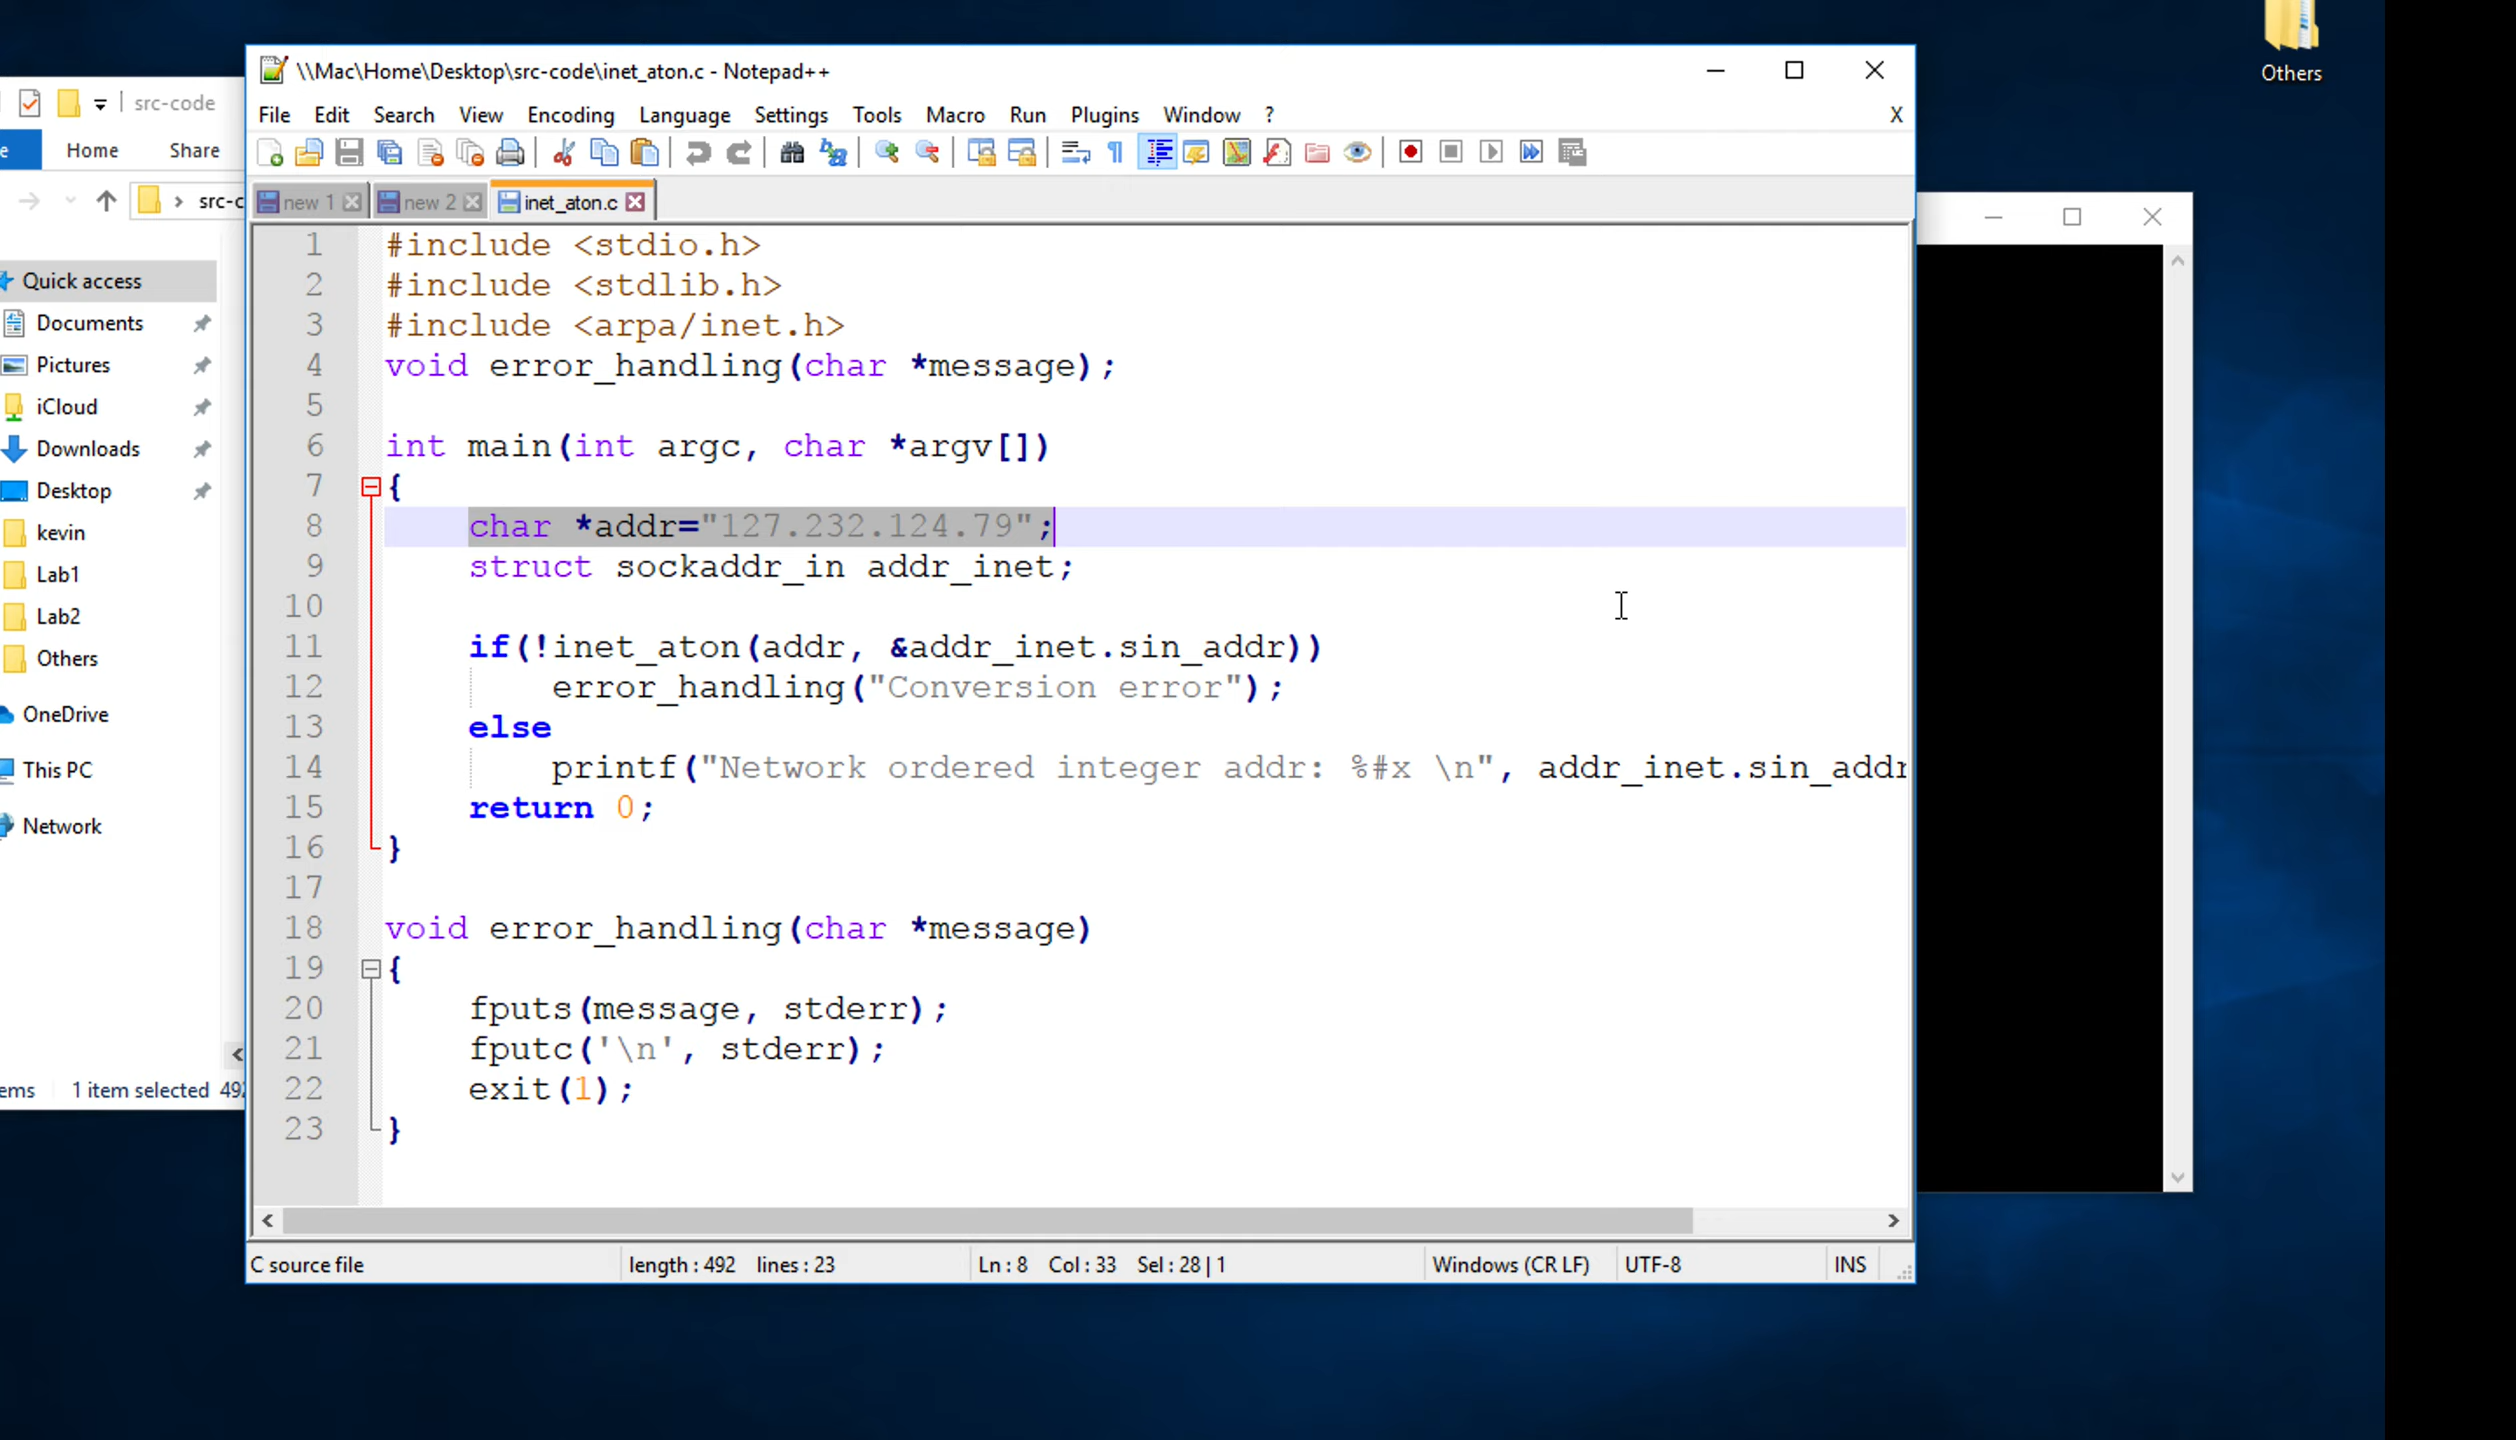 Others
\\Mac\Home\Desktop\src-code\inet_aton.c - Notepad++
File Edit Search View Encoding Language Settings Tools Macro Run Plugins Window ? X
new 1 new 2 inet_aton.c
src-code
Home Share
src-c
Quick access
Documents
Pictures
iCloud
Downloads
Desktop
kevin
Lab1
Lab2
Others
OneDrive
This PC
Network
1 item selected 492
1 #include <stdio.h>
2 #include <stdlib.h>
3 #include <arpa/inet.h>
4 void error_handling(char *message);
5
6 int main(int argc, char *argv[])
7 {
8 char *addr="127.232.124.79";
9 struct sockaddr_in addr_inet;
10
11 if(!inet_aton(addr, &addr_inet.sin_addr))
12 error_handling("Conversion error");
13 else
14 printf("Network ordered integer addr: %#x \n", addr_inet.sin_addr
15 return 0;
16 }
17
18 void error_handling(char *message)
19 {
20 fputs(message, stderr);
21 fputc('\n', stderr);
22 exit(1);
23 }
C source file length : 492 lines : 23 Ln : 8 Col : 33 Sel : 28 | 1 Windows (CR LF) UTF-8 INS